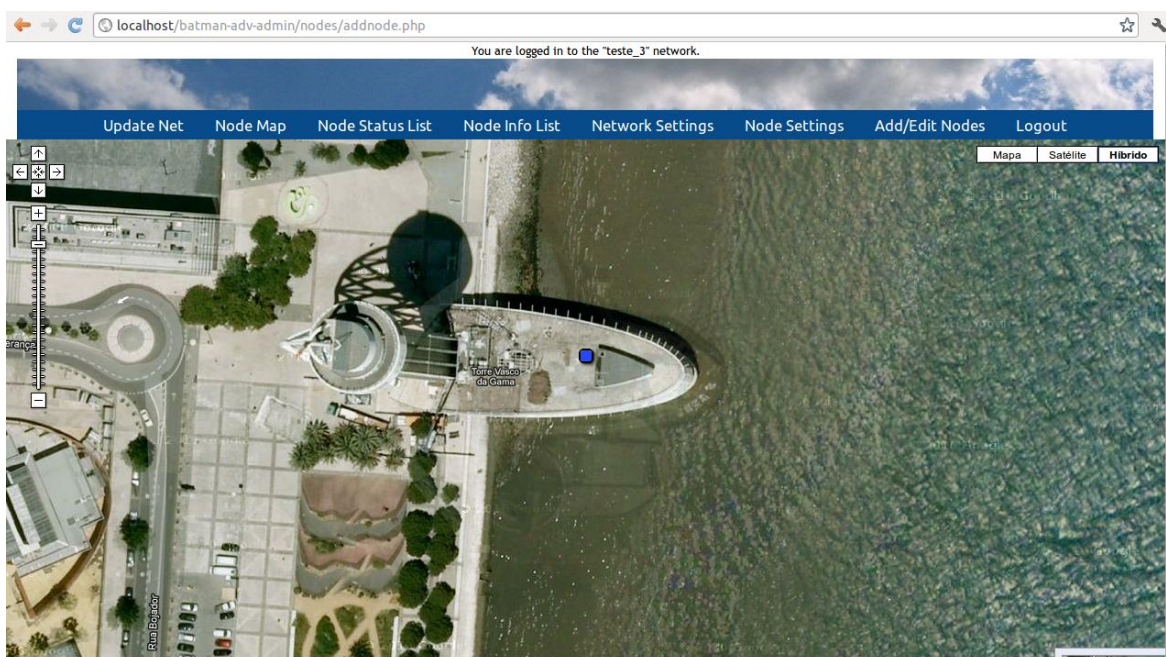 localhost/batman-adv-admin/nodes/addnode.php
You are logged in to the "teste_3" network.
Update Net Node Map Node Status List Node Info List Network Settings Node Settings Add/Edit Nodes Logout
Mapa Satélite Híbrido
Torre Vasco
da Gama
Rua Bojador